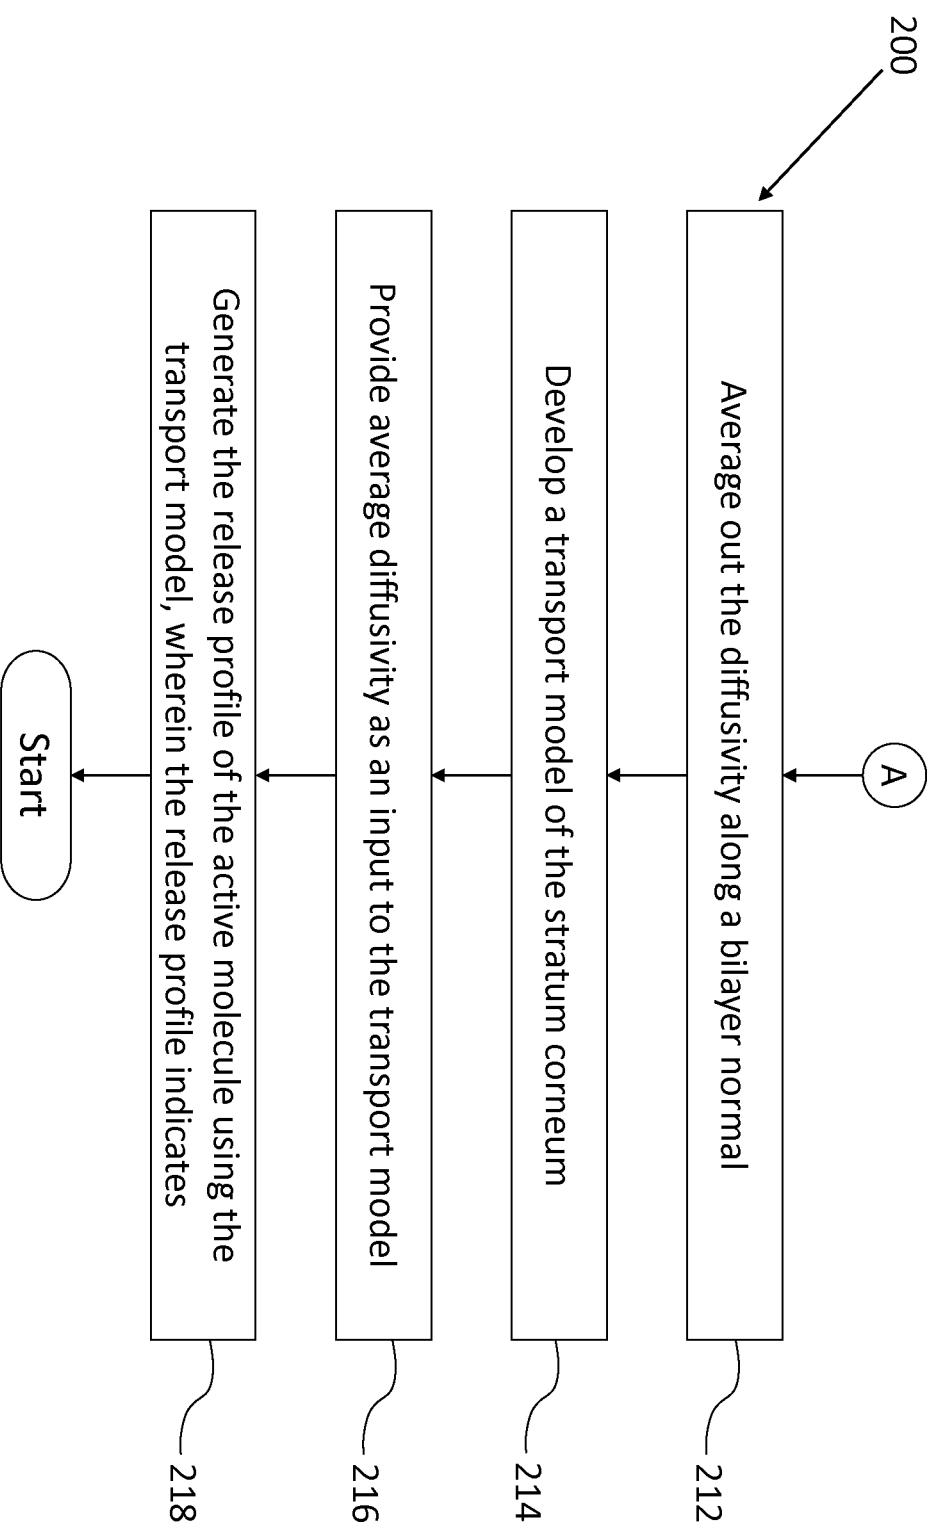 200
A
Average out the diffusivity along a bilayer normal
212
Develop a transport model of the stratum corneum
214
Provide average diffusivity as an input to the transport model
216
Generate the release profile of the active molecule using the
transport model, wherein the release profile indicates
218
Start